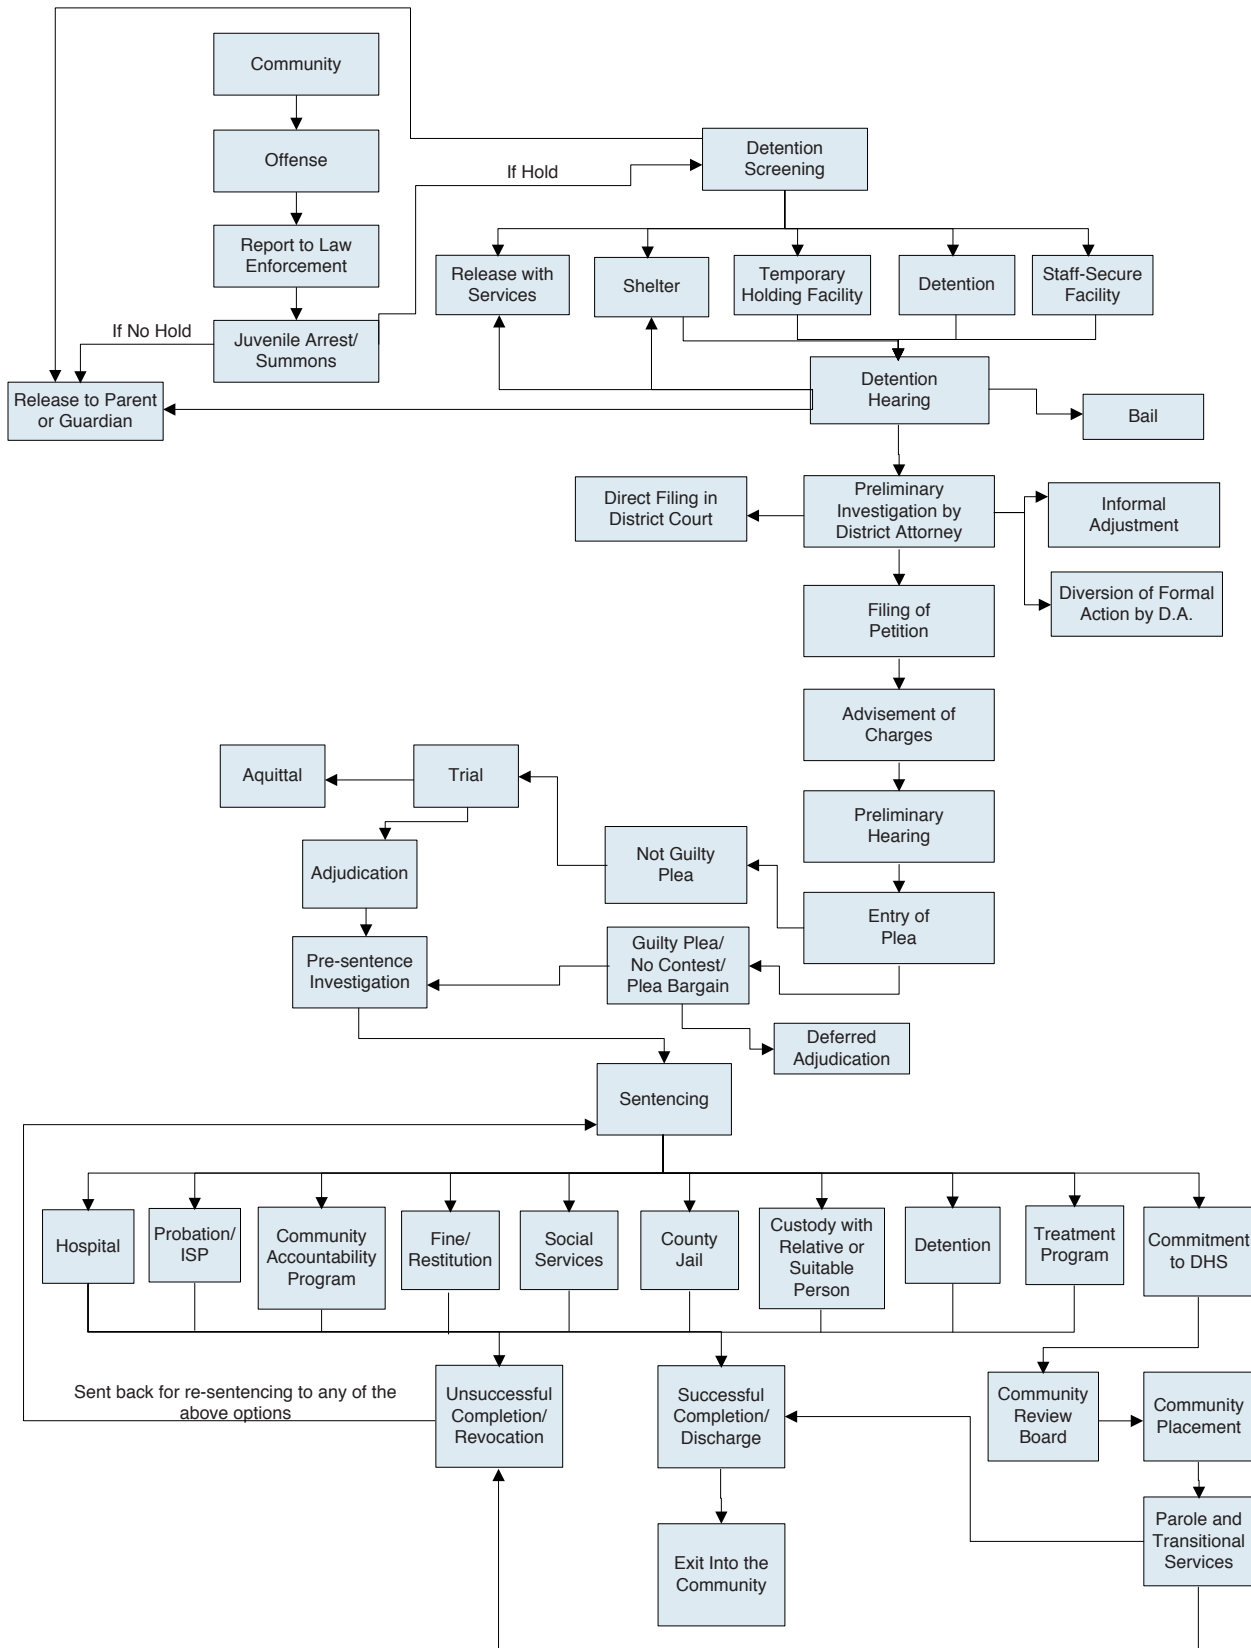 Community
Offense
Report to Law
Enforcement
Juvenile Arrest/
Summons
If No Hold
Release to Parent
or Guardian
If Hold
Detention
Screening
Release with
Services
Shelter
Temporary
Holding Facility
Detention
Staff-Secure
Facility
Detention
Hearing
Bail
Direct Filing in
District Court
Preliminary
Investigation by
District Attorney
Informal
Adjustment
Diversion of Formal
Action by D.A.
Filing of
Petition
Advisement of
Charges
Preliminary
Hearing
Entry of
Plea
Not Guilty
Plea
Trial
Aquittal
Adjudication
Pre-sentence
Investigation
Guilty Plea/
No Contest/
Plea Bargain
Deferred
Adjudication
Sentencing
Hospital
Probation/
ISP
Community
Accountability
Program
Fine/
Restitution
Social
Services
County
Jail
Custody with
Relative or
Suitable
Person
Detention
Treatment
Program
Commitment
to DHS
Sent back for re-sentencing to any of the
above options
Unsuccessful
Completion/
Revocation
Successful
Completion/
Discharge
Community
Review
Board
Community
Placement
Parole and
Transitional
Services
Exit Into the
Community